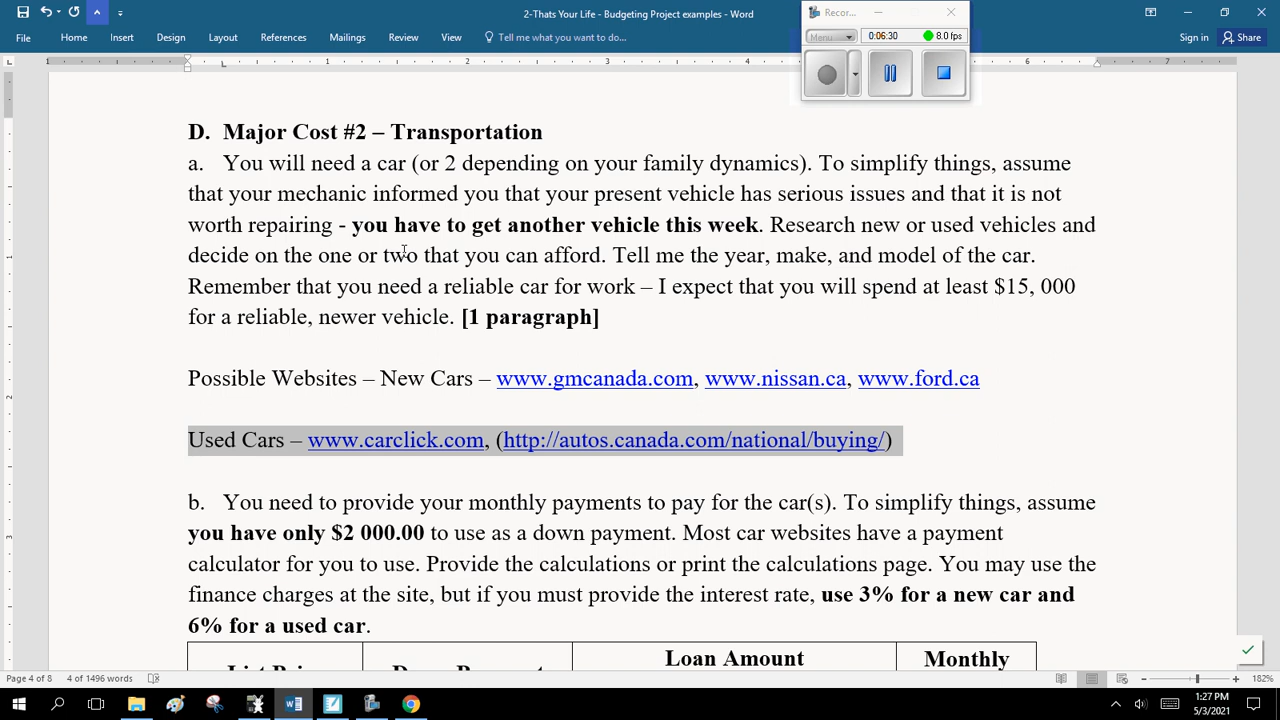 2-Thats Your Life - Budgeting Project examples - Word
Recor...
File Home Insert Design Layout References Mailings Review View Tell me what you want to do... Sign in Share
Menu 0:06:30 8.0 fps
1 1 2 3 4 6 7
D. Major Cost #2 – Transportation
a. You will need a car (or 2 depending on your family dynamics). To simplify things, assume
that your mechanic informed you that your present vehicle has serious issues and that it is not
worth repairing - you have to get another vehicle this week. Research new or used vehicles and
decide on the one or two that you can afford. Tell me the year, make, and model of the car.
Remember that you need a reliable car for work – I expect that you will spend at least $15, 000
for a reliable, newer vehicle. [1 paragraph]
Possible Websites – New Cars – www.gmcanada.com, www.nissan.ca, www.ford.ca
Used Cars – www.carclick.com, (http://autos.canada.com/national/buying/)
b. You need to provide your monthly payments to pay for the car(s). To simplify things, assume
you have only $2 000.00 to use as a down payment. Most car websites have a payment
calculator for you to use. Provide the calculations or print the calculations page. You may use the
finance charges at the site, but if you must provide the interest rate, use 3% for a new car and
6% for a used car.
Loan Amount Monthly
Page 4 of 8 4 of 1496 words 182%
1:27 PM
5/3/2021